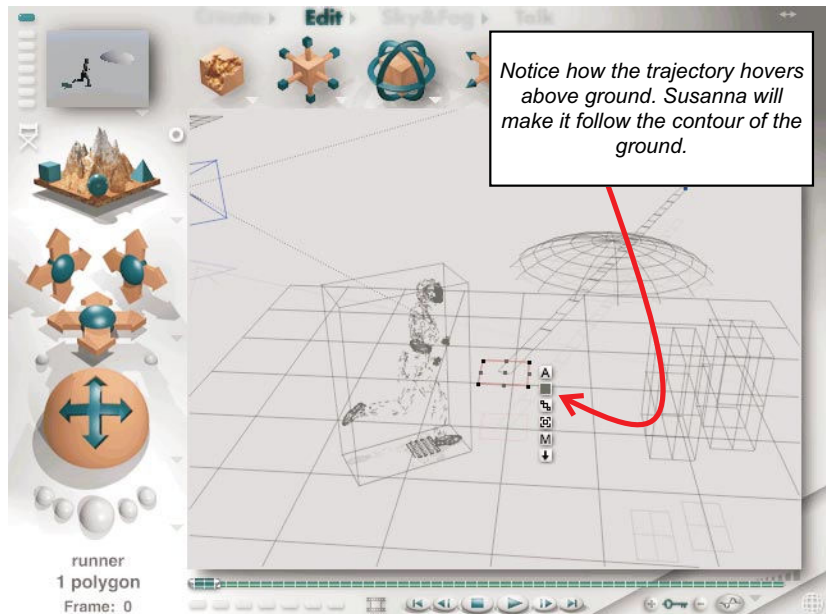 Create Edit Sky&Fog Talk
Notice how the trajectory hovers
above ground. Susanna will
make it follow the contour of the
ground.
A
M
runner
1 polygon
Frame: 0